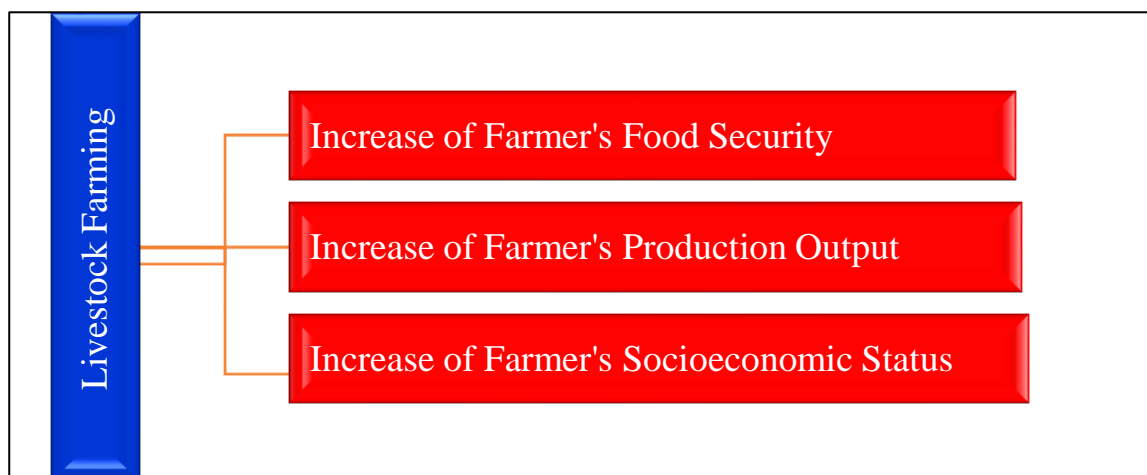 Livestock Farming
Increase of Farmer's Food Security
Increase of Farmer's Production Output
Increase of Farmer's Socioeconomic Status